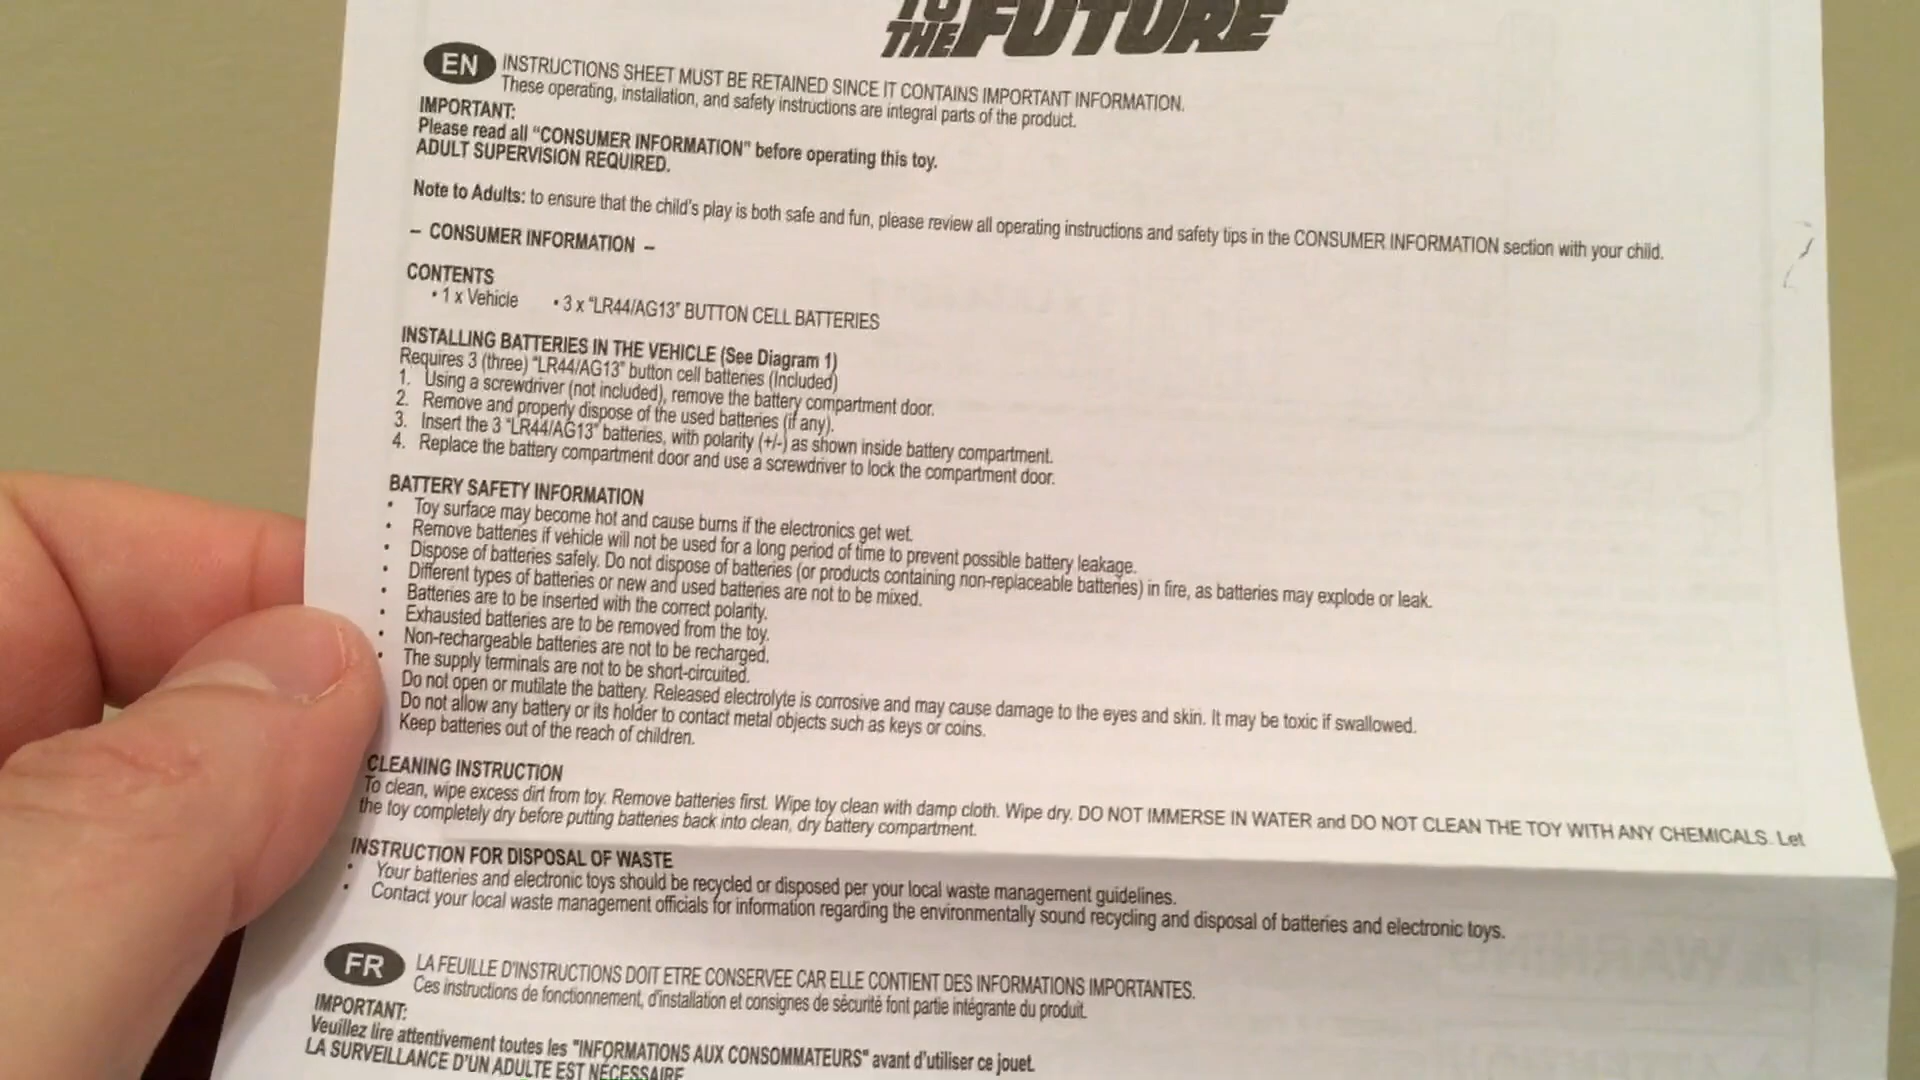 TO
THE FUTURE
EN INSTRUCTIONS SHEET MUST BE RETAINED SINCE IT CONTAINS IMPORTANT INFORMATION.
These operating, installation, and safety instructions are integral parts of the product.
IMPORTANT:
Please read all “CONSUMER INFORMATION” before operating this toy.
ADULT SUPERVISION REQUIRED.
Note to Adults: to ensure that the child's play is both safe and fun, please review all operating instructions and safety tips in the CONSUMER INFORMATION section with your child.
– CONSUMER INFORMATION –
CONTENTS
• 1 x Vehicle • 3 x “LR44/AG13” BUTTON CELL BATTERIES
INSTALLING BATTERIES IN THE VEHICLE (See Diagram 1)
Requires 3 (three) “LR44/AG13” button cell batteries (Included)
1. Using a screwdriver (not included), remove the battery compartment door.
2. Remove and properly dispose of the used batteries (if any).
3. Insert the 3 “LR44/AG13” batteries, with polarity (+/-) as shown inside battery compartment.
4. Replace the battery compartment door and use a screwdriver to lock the compartment door.
BATTERY SAFETY INFORMATION
• Toy surface may become hot and cause burns if the electronics get wet.
• Remove batteries if vehicle will not be used for a long period of time to prevent possible battery leakage.
• Dispose of batteries safely. Do not dispose of batteries (or products containing non-replaceable batteries) in fire, as batteries may explode or leak.
• Different types of batteries or new and used batteries are not to be mixed.
• Batteries are to be inserted with the correct polarity.
• Exhausted batteries are to be removed from the toy.
• Non-rechargeable batteries are not to be recharged.
• The supply terminals are not to be short-circuited.
Do not open or mutilate the battery. Released electrolyte is corrosive and may cause damage to the eyes and skin. It may be toxic if swallowed.
Do not allow any battery or its holder to contact metal objects such as keys or coins.
Keep batteries out of the reach of children.
CLEANING INSTRUCTION
To clean, wipe excess dirt from toy. Remove batteries first. Wipe toy clean with damp cloth. Wipe dry. DO NOT IMMERSE IN WATER and DO NOT CLEAN THE TOY WITH ANY CHEMICALS. Let
the toy completely dry before putting batteries back into clean, dry battery compartment.
INSTRUCTION FOR DISPOSAL OF WASTE
• Your batteries and electronic toys should be recycled or disposed per your local waste management guidelines.
• Contact your local waste management officials for information regarding the environmentally sound recycling and disposal of batteries and electronic toys.
FR LA FEUILLE D'INSTRUCTIONS DOIT ETRE CONSERVEE CAR ELLE CONTIENT DES INFORMATIONS IMPORTANTES.
Ces instructions de fonctionnement, d'installation et consignes de sécurité font partie intégrante du produit.
IMPORTANT:
Veuillez lire attentivement toutes les "INFORMATIONS AUX CONSOMMATEURS" avant d'utiliser ce jouet.
LA SURVEILLANCE D'UN ADULTE EST NÉCESSAIRE